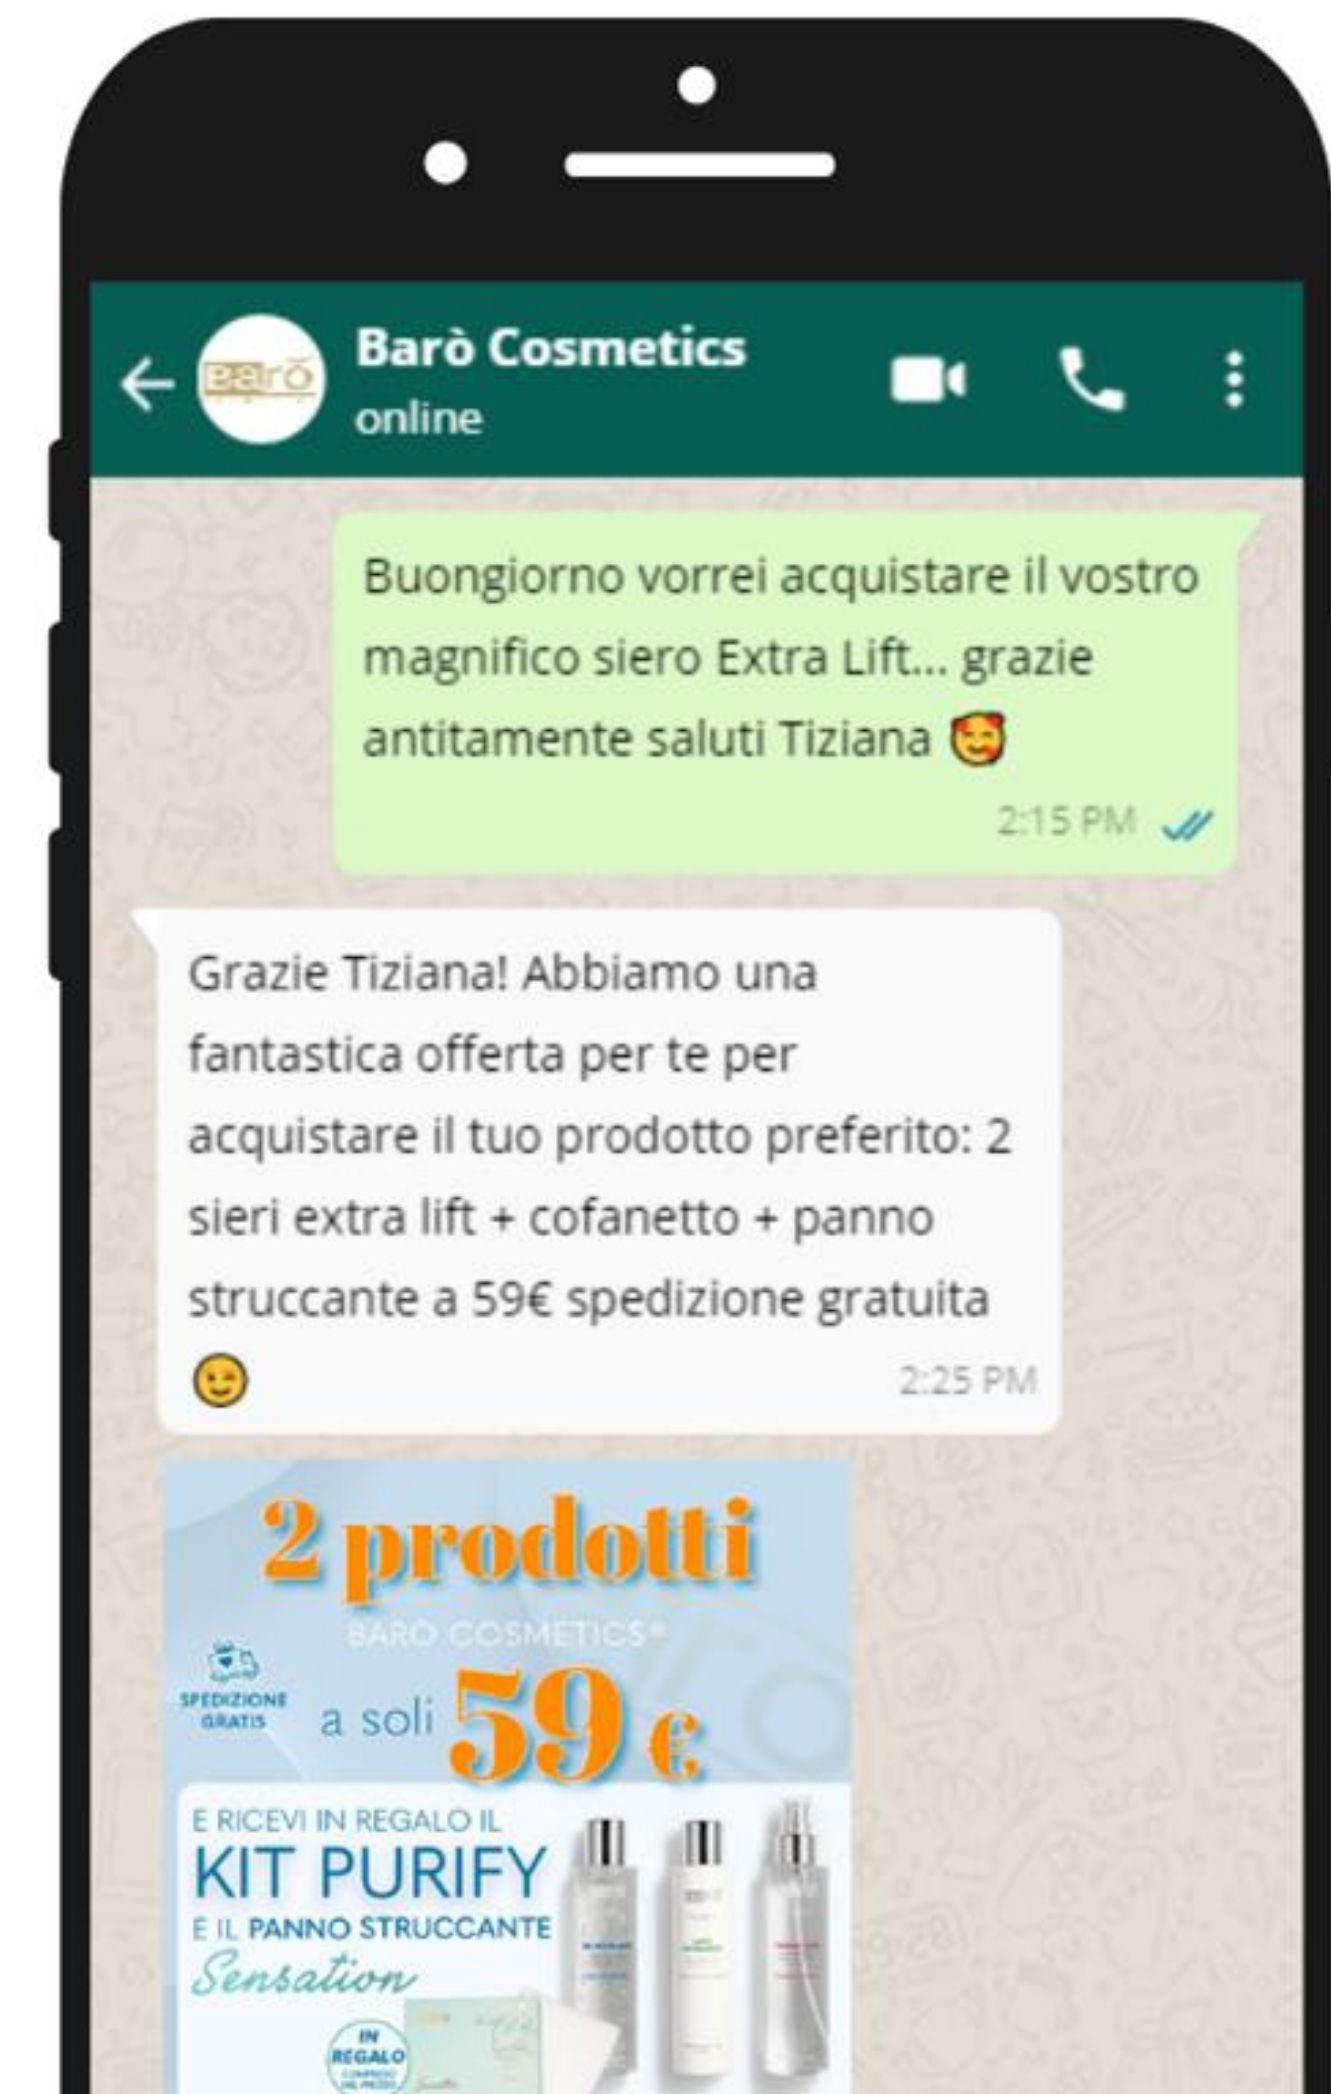 Barò
Barò Cosmetics
online
Buongiorno vorrei acquistare il vostro
magnifico siero Extra Lift... grazie
antitamente saluti Tiziana 🥰
2:15 PM
Grazie Tiziana! Abbiamo una
fantastica offerta per te per
acquistare il tuo prodotto preferito: 2
sieri extra lift + cofanetto + panno
struccante a 59€ spedizione gratuita
😉
2:25 PM
2 prodotti
BARÒ COSMETICS®
SPEDIZIONE
GRATIS
a soli 59 €
E RICEVI IN REGALO IL
KIT PURIFY
E IL PANNO STRUCCANTE
Sensation
IN
REGALO